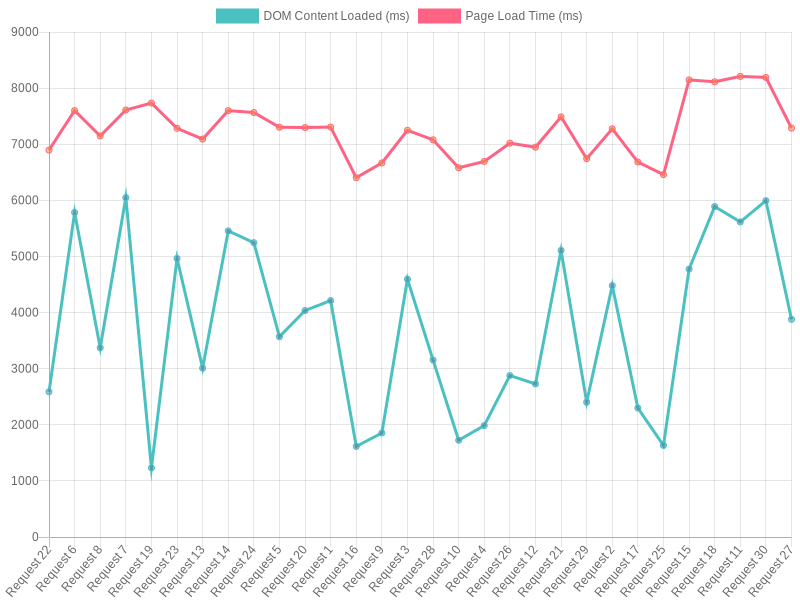 DOM Content Loaded (ms) Page Load Time (ms)
9000
8000
7000
6000
5000
4000
3000
2000
1000
0
Request 22
Request 6
Request 8
Request 7
Request 19
Request 23
Request 13
Request 14
Request 24
Request 5
Request 20
Request 1
Request 16
Request 9
Request 3
Request 28
Request 10
Request 4
Request 26
Request 12
Request 21
Request 29
Request 2
Request 17
Request 25
Request 15
Request 18
Request 11
Request 30
Request 27